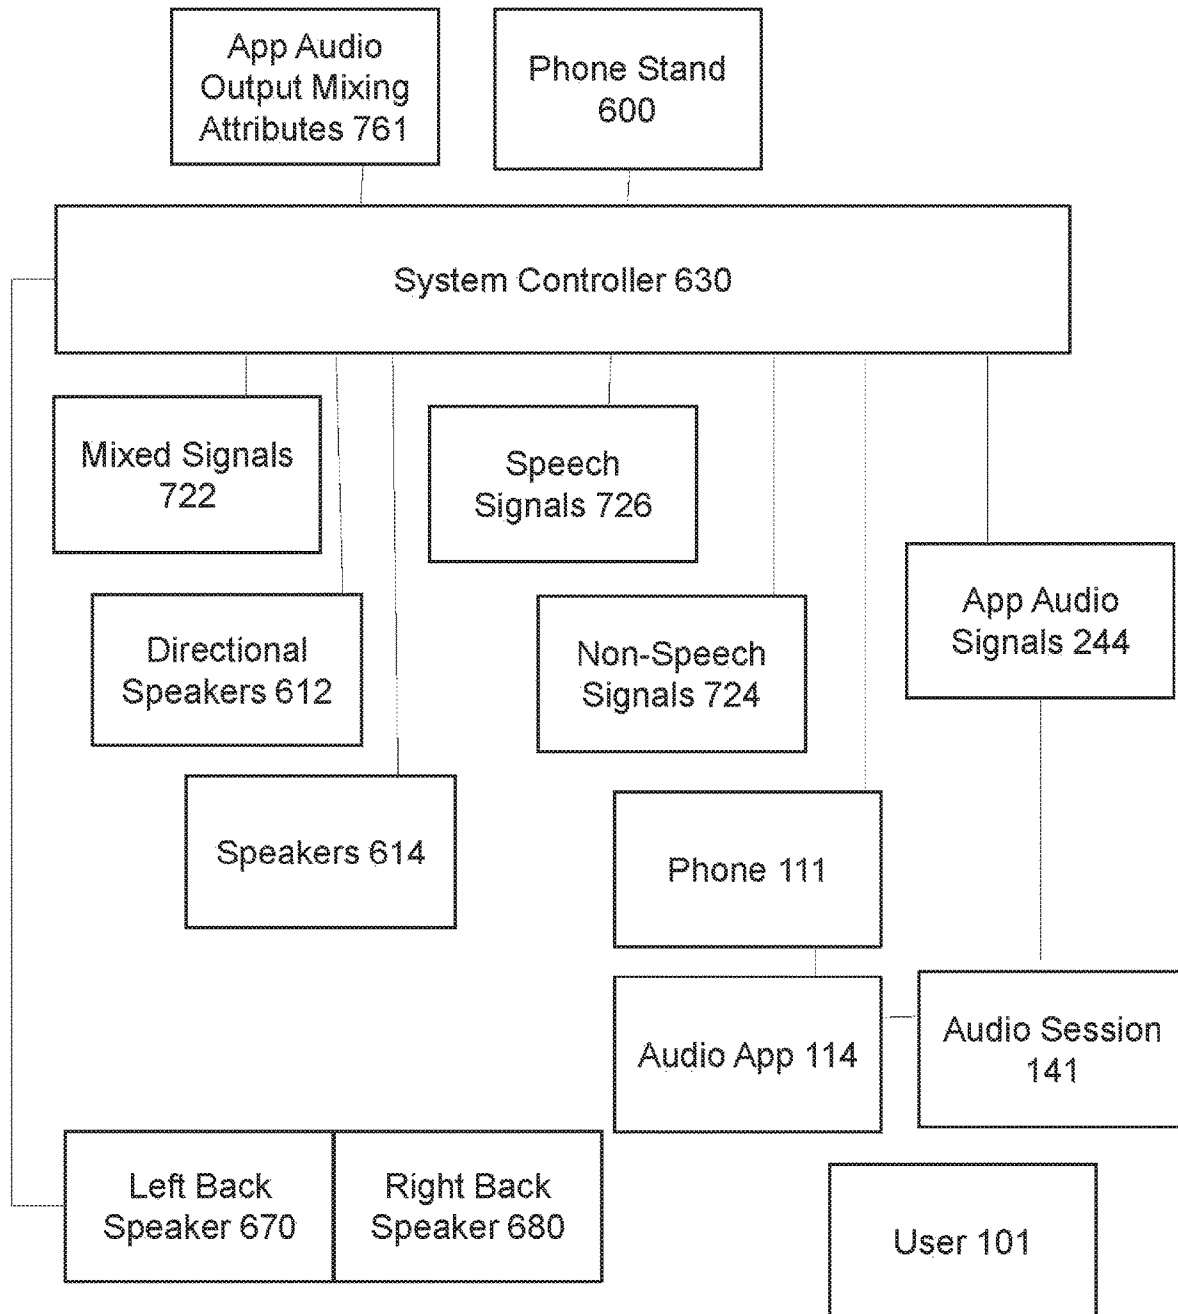 App Audio
Output Mixing
Attributes 761
Phone Stand
600
System Controller 630
Mixed Signals
722
Speech
Signals 726
App Audio
Signals 244
Directional
Speakers 612
Non-Speech
Signals 724
Speakers 614
Phone 111
Audio App 114
Audio Session
141
Left Back
Speaker 670
Right Back
Speaker 680
User 101